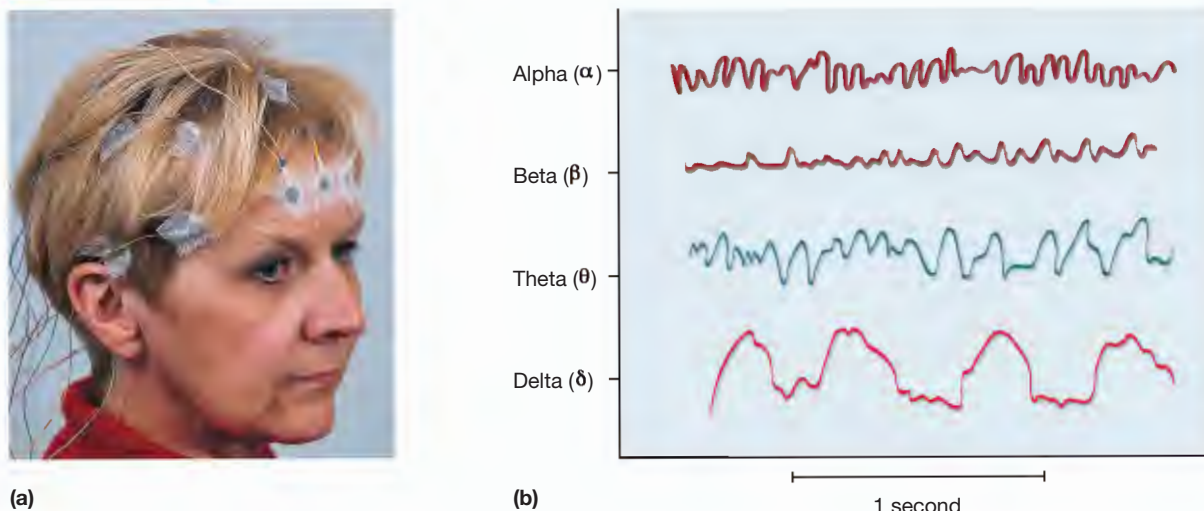 Alpha (α)
Beta (β)
Theta (θ)
Delta (δ)
(a)
(b)
1 second